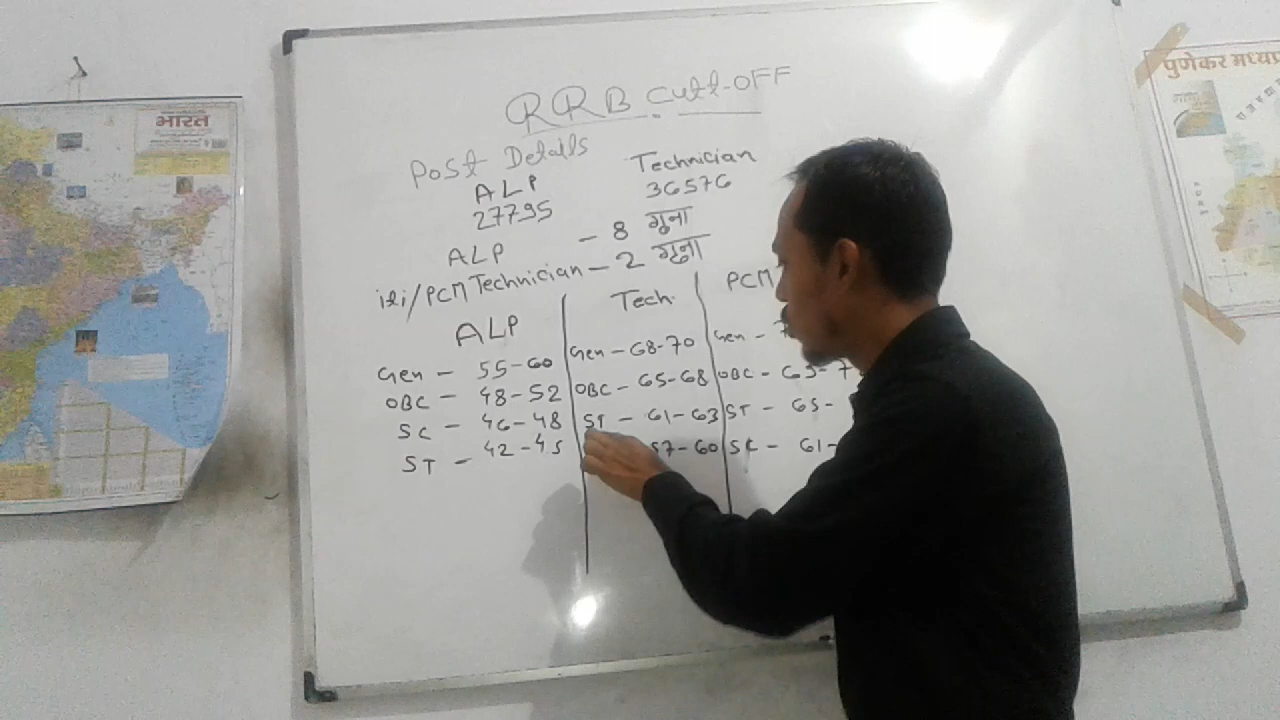 भारत
पुणेकर मध्यप्र
RRB Cutt-OFF
Post Details
ALP Technician
27795 36576
ALP - 8 गुना
iti/PCM Technician - 2 गुना
ALP Tech. PCM
Gen - 55-60 Gen - 68-70 Gen - 7
OBC - 48-52 OBC - 65-68 OBC -
SC - 46-48 ST - 61-63 ST - 65-
ST - 42-45 57-60 SC - 61-